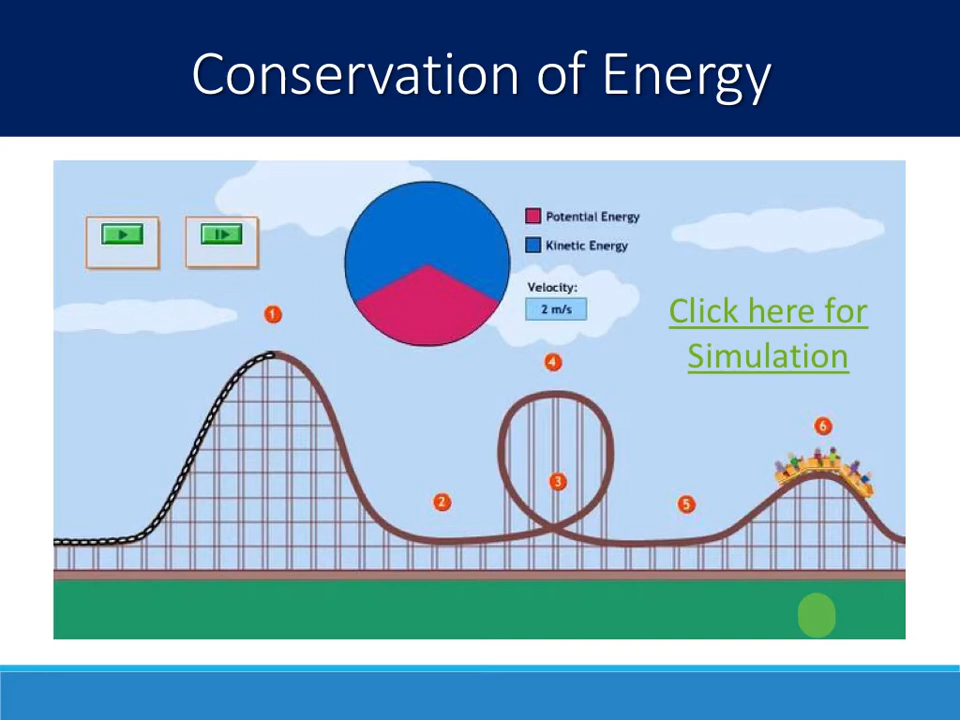 Conservation of Energy
Potential Energy
Kinetic Energy
Velocity:
2 m/s
Click here for
Simulation
1
4
6
3
2
5